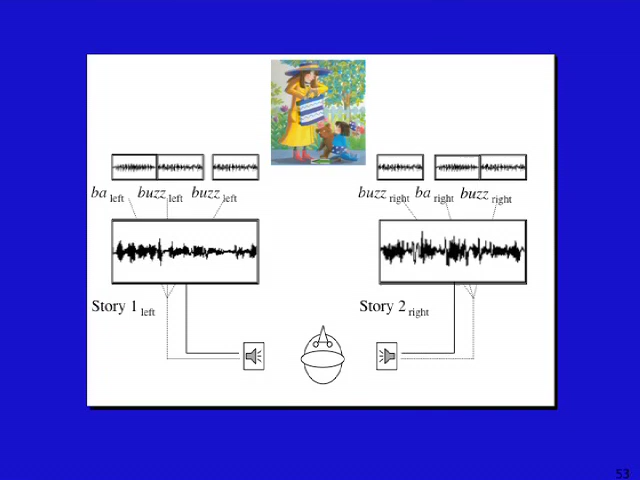 ba left buzz left buzz left
buzz right ba right buzz right
Story 1 left
Story 2 right
53